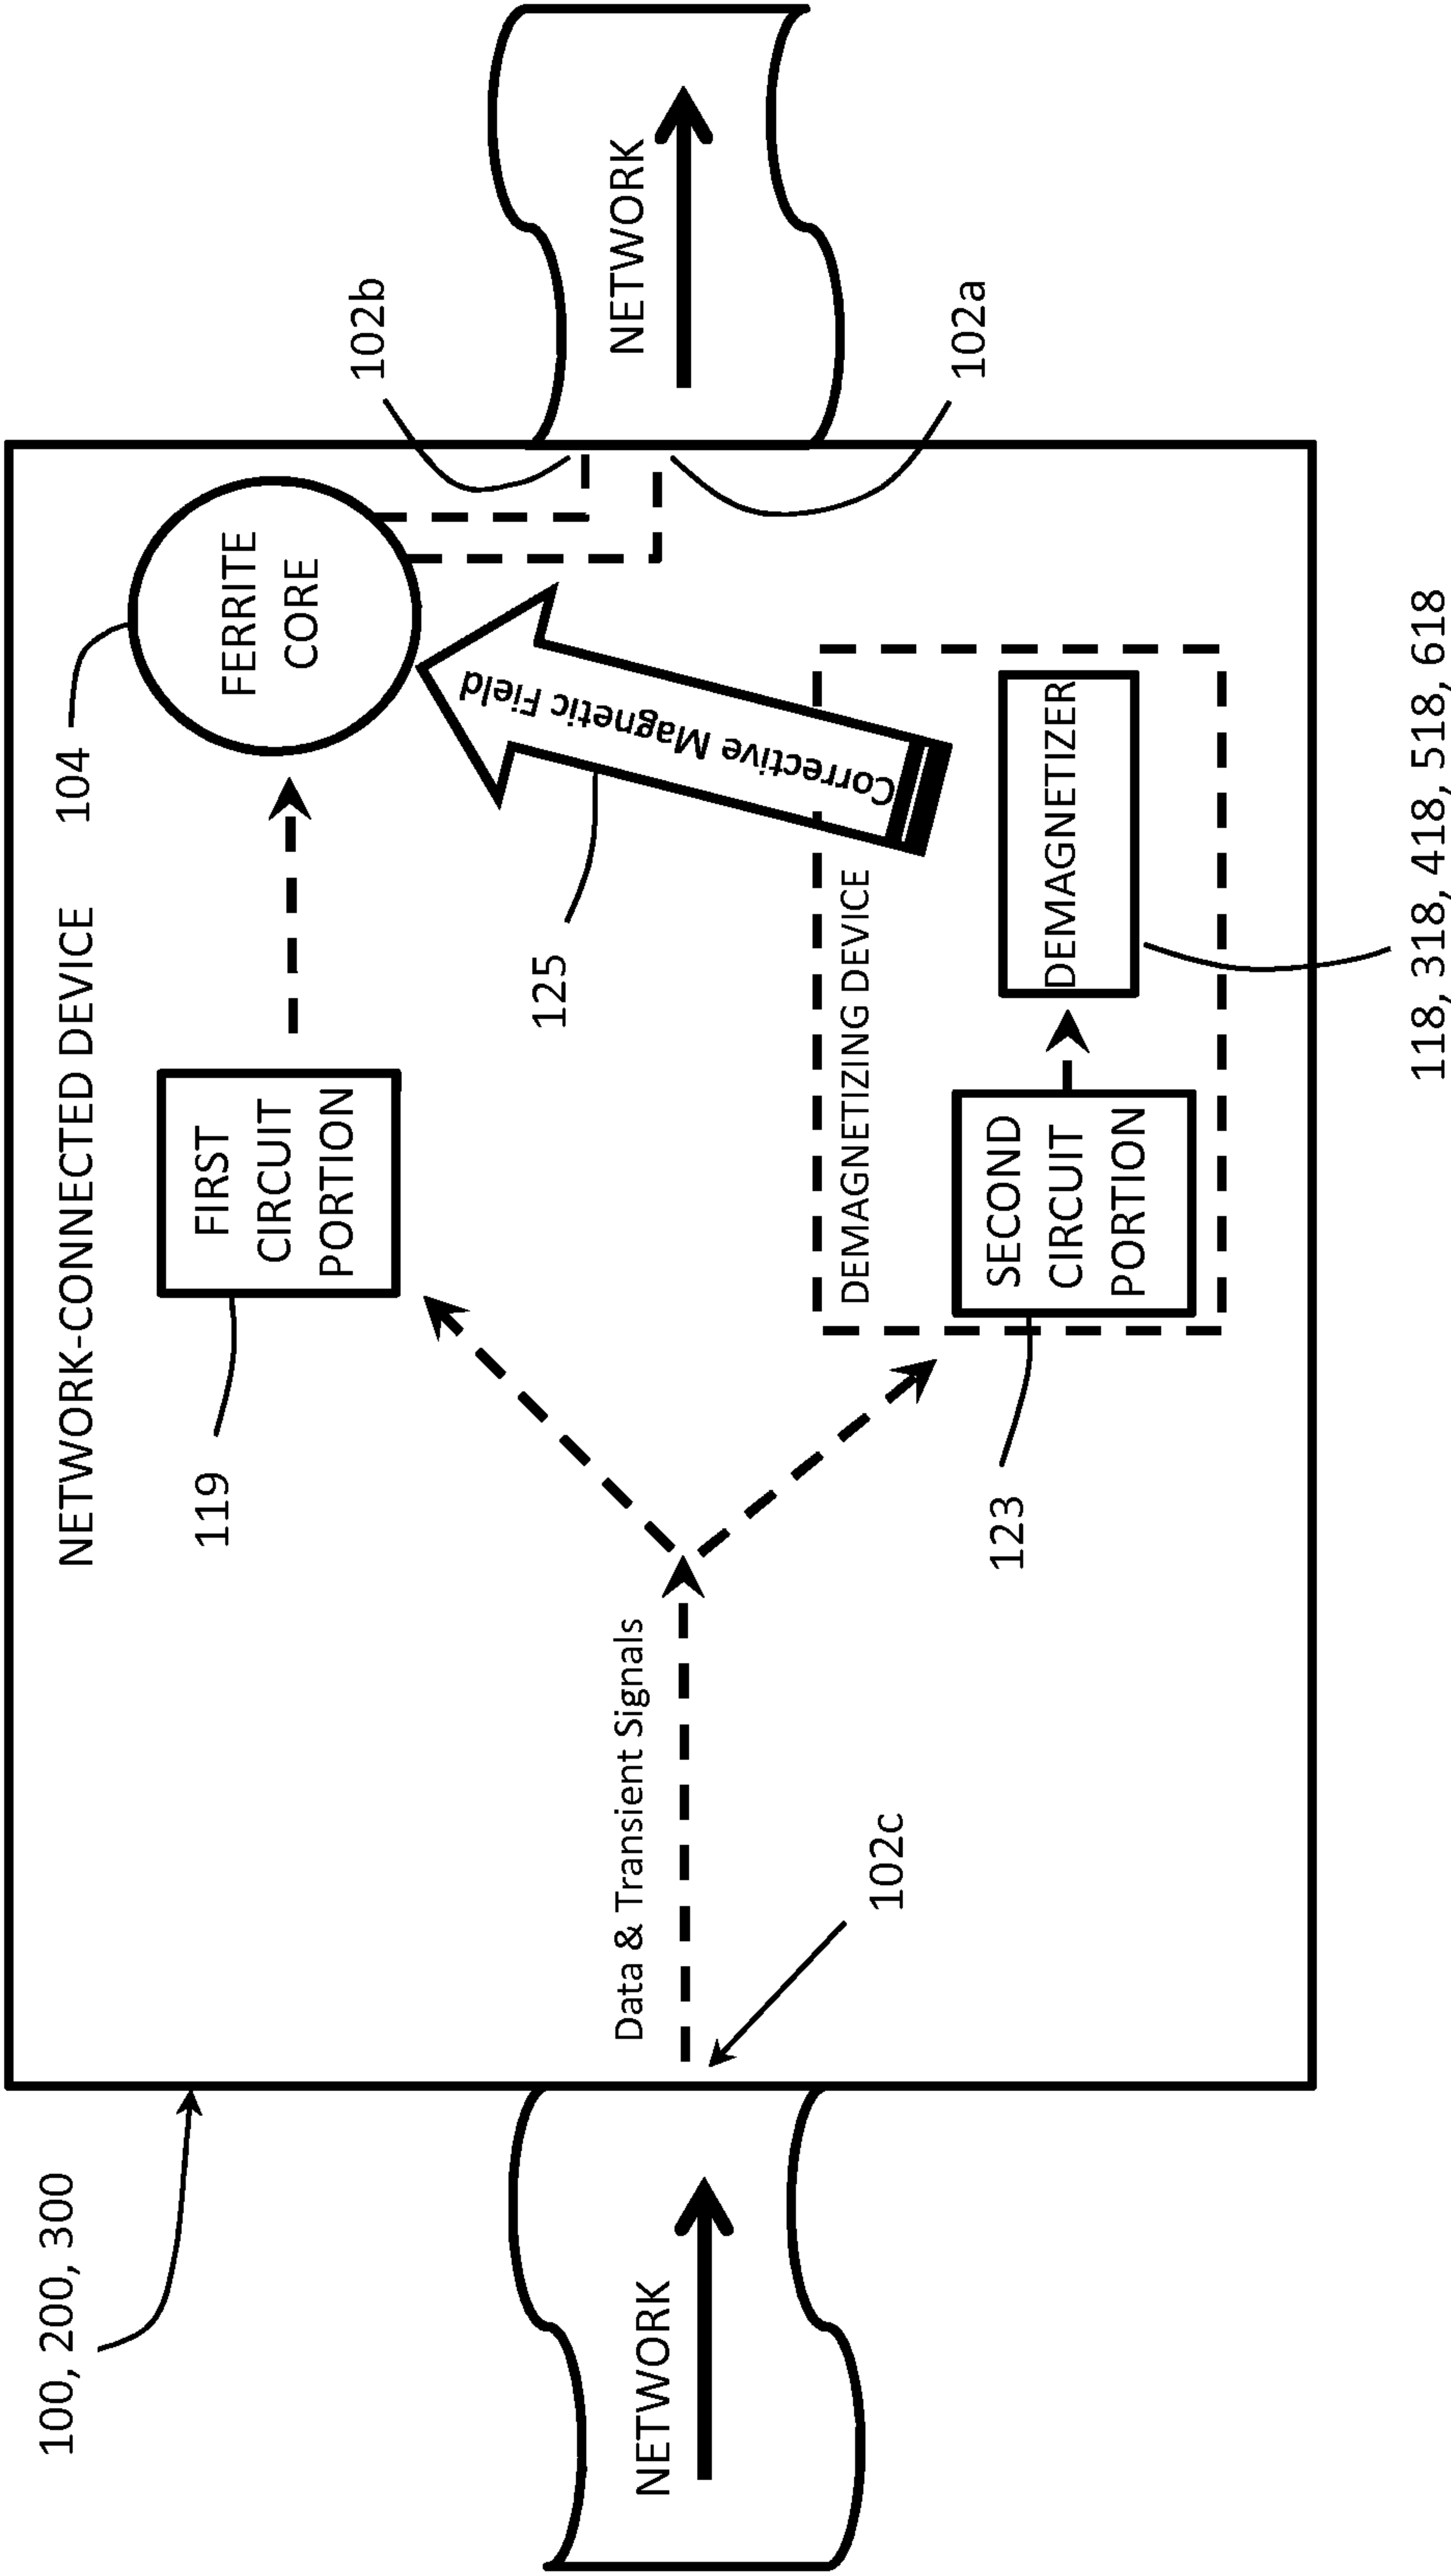 100, 200, 300
NETWORK-CONNECTED DEVICE
104
119
FIRST
CIRCUIT
PORTION
FERRITE
CORE
102b
125
Corrective Magnetic Field
NETWORK
Data & Transient Signals
NETWORK
102c
DEMAGNETIZING DEVICE
123
SECOND
CIRCUIT
PORTION
DEMAGNETIZER
102a
118, 318, 418, 518, 618